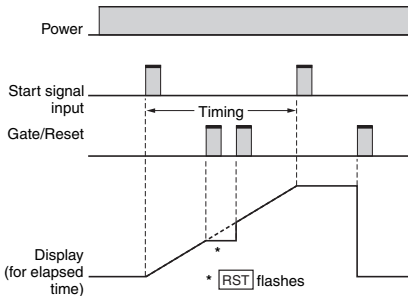 Power
Start signal
input
Timing
Gate/Reset
Display
(for elapsed
time)
*
* RST flashes